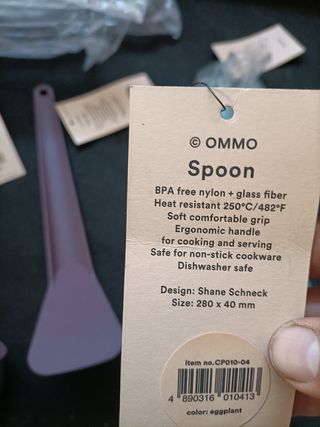 © OMMO
Spoon
BPA free nylon + glass fiber
Heat resistant 250°C/482°F
Soft comfortable grip
Ergonomic handle
for cooking and serving
Safe for non-stick cookware
Dishwasher safe
Design: Shane Schneck
Size: 280 x 40 mm
item no.CP010-04
4 890316 010413
color: eggplant